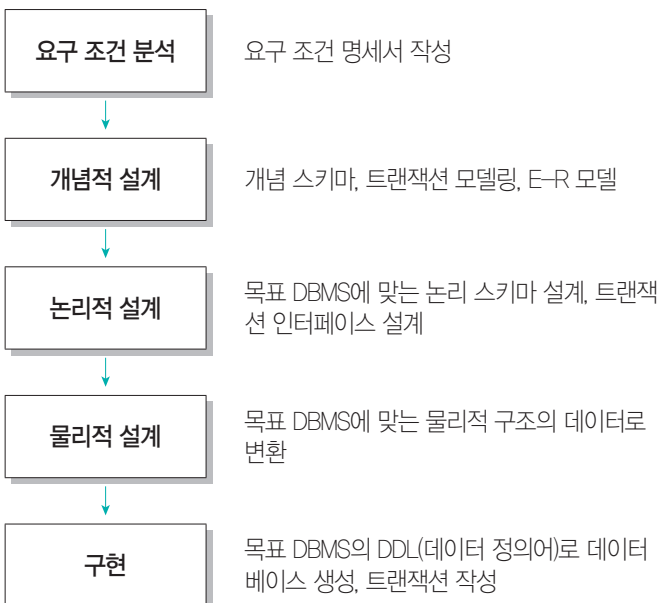 요구 조건 분석
요구 조건 명세서 작성
개념적 설계
개념 스키마, 트랜잭션 모델링, E-R 모델
논리적 설계
목표 DBMS에 맞는 논리 스키마 설계, 트랜잭
션 인터페이스 설계
물리적 설계
목표 DBMS에 맞는 물리적 구조의 데이터로
변환
구현
목표 DBMS의 DDL(데이터 정의어)로 데이터
베이스 생성, 트랜잭션 작성